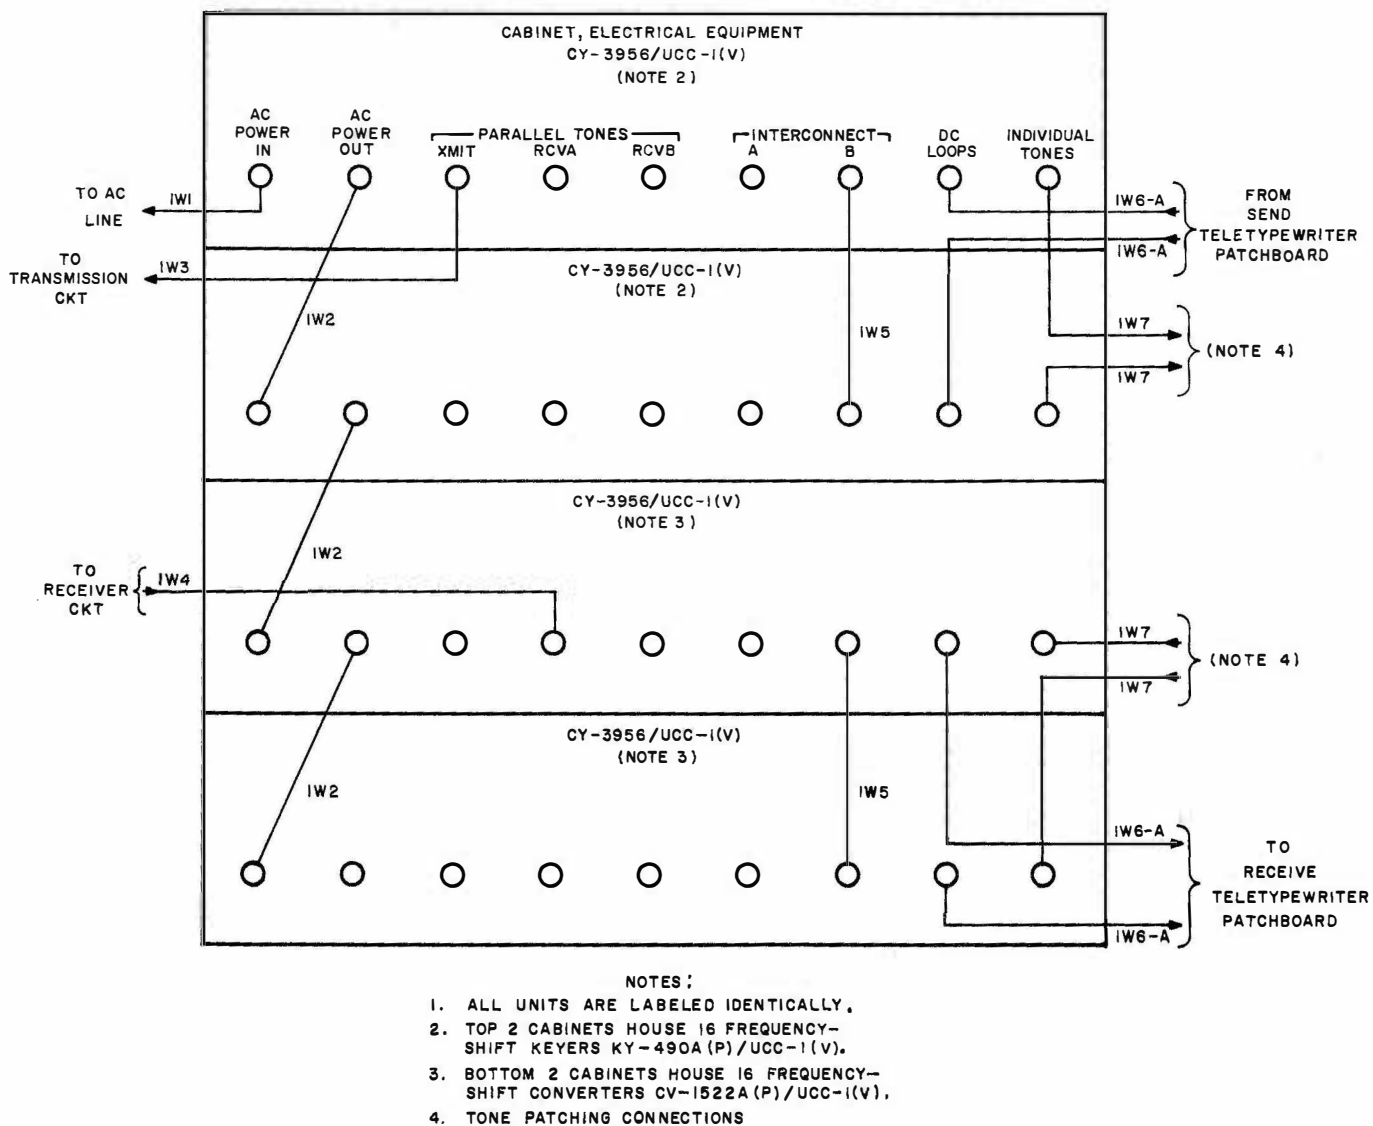 CABINET, ELECTRICAL EQUIPMENT
CY-3956/UCC-1(V)
(NOTE 2)
AC POWER IN
AC POWER OUT
PARALLEL TONES
XMIT
RCVA
RCVB
INTERCONNECT
A
B
DC LOOPS
INDIVIDUAL TONES
TO AC LINE
1W1
1W6-A
1W6-A
FROM SEND TELETYPEWRITER PATCHBOARD
TO TRANSMISSION CKT
1W3
CY-3956/UCC-1(V)
(NOTE 2)
1W2
1W5
1W7
1W7
(NOTE 4)
CY-3956/UCC-1(V)
(NOTE 3)
1W2
TO RECEIVER CKT
1W4
1W7
1W7
(NOTE 4)
CY-3956/UCC-1(V)
(NOTE 3)
1W2
1W5
1W6-A
1W6-A
TO RECEIVE TELETYPEWRITER PATCHBOARD
NOTES:
1. ALL UNITS ARE LABELED IDENTICALLY.
2. TOP 2 CABINETS HOUSE 16 FREQUENCY-
SHIFT KEYERS KY-490A(P)/UCC-1(V).
3. BOTTOM 2 CABINETS HOUSE 16 FREQUENCY-
SHIFT CONVERTERS CV-1522A(P)/UCC-1(V).
4. TONE PATCHING CONNECTIONS